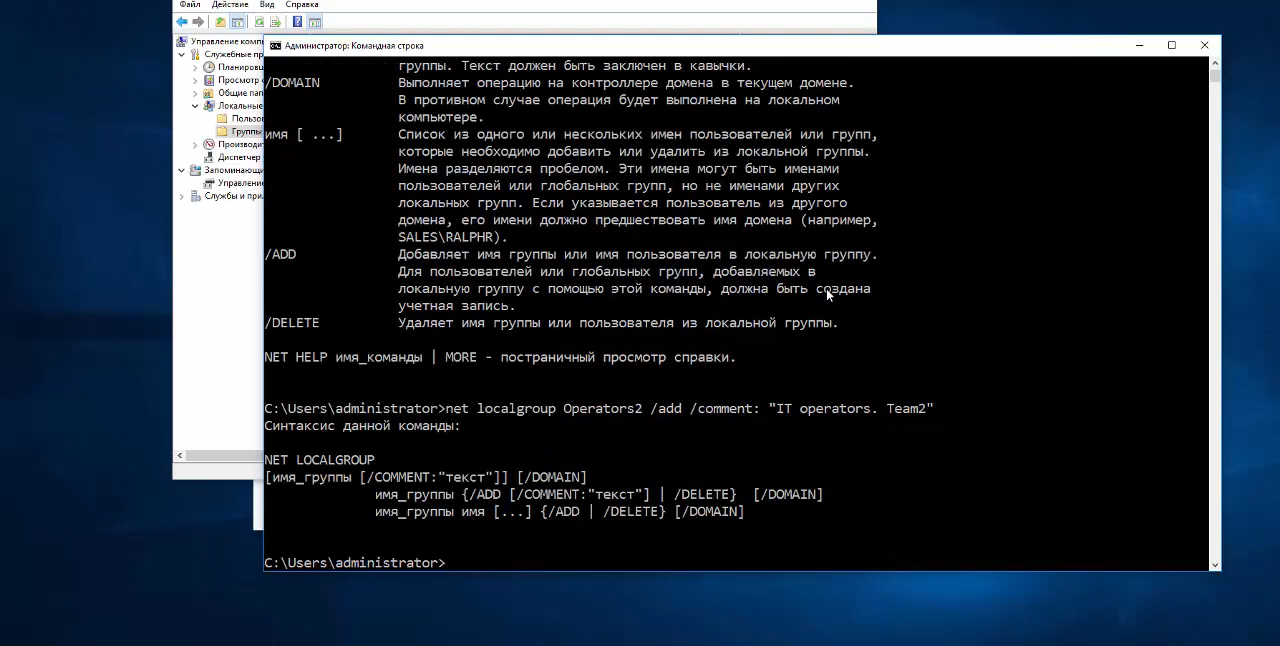 Файл Действие Вид Справка
Управление комп
Служебные пр
Планировщ
Просмотр с
Общие пап
Локальные
Пользо
Группы
Производи
Диспетчер
Запоминающи
Управление
Службы и при
Администратор: Командная строка
группы. Текст должен быть заключен в кавычки.
/DOMAIN Выполняет операцию на контроллере домена в текущем домене.
В противном случае операция будет выполнена на локальном
компьютере.
имя [ ...] Список из одного или нескольких имен пользователей или групп,
которые необходимо добавить или удалить из локальной группы.
Имена разделяются пробелом. Эти имена могут быть именами
пользователей или глобальных групп, но не именами других
локальных групп. Если указывается пользователь из другого
домена, его имени должно предшествовать имя домена (например,
SALES\RALPHR).
/ADD Добавляет имя группы или имя пользователя в локальную группу.
Для пользователей или глобальных групп, добавляемых в
локальную группу с помощью этой команды, должна быть создана
учетная запись.
/DELETE Удаляет имя группы или пользователя из локальной группы.
NET HELP имя_команды | MORE - постраничный просмотр справки.
C:\Users\administrator>net localgroup Operators2 /add /comment: "IT operators. Team2"
Синтаксис данной команды:
NET LOCALGROUP
[имя_группы [/COMMENT:"текст"]] [/DOMAIN]
имя_группы {/ADD [/COMMENT:"текст"] | /DELETE} [/DOMAIN]
имя_группы имя [...] {/ADD | /DELETE} [/DOMAIN]
C:\Users\administrator>